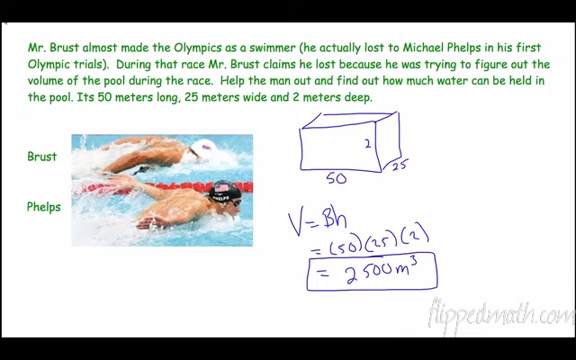 Mr. Brust almost made the Olympics as a swimmer (he actually lost to Michael Phelps in his first
Olympic trials). During that race Mr. Brust claims he lost because he was trying to figure out the
volume of the pool during the race. Help the man out and find out how much water can be held in
the pool. Its 50 meters long, 25 meters wide and 2 meters deep.
Brust
Phelps
PHELPS
2
25
50
V = Bh
= (50)(25)(2)
= 2500 m³
flippedmath.com